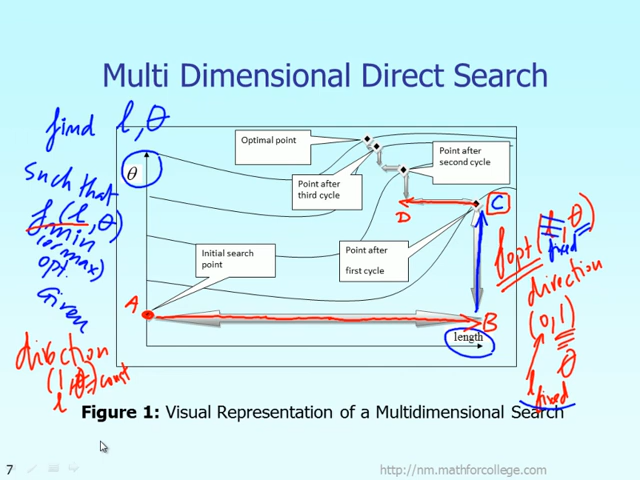 Multi Dimensional Direct Search
find l, θ
such that
f (l, θ)
min
(or max)
opt.
Given
direction
const
l
θ
Optimal point
Point after
third cycle
Point after
second cycle
Initial search
point
Point after
first cycle
A
B
C
D
length
fopt (l, θ)
fixed
direction
(0, 1)
θ
l
fixed
Figure 1: Visual Representation of a Multidimensional Search
7
http://nm.mathforcollege.com